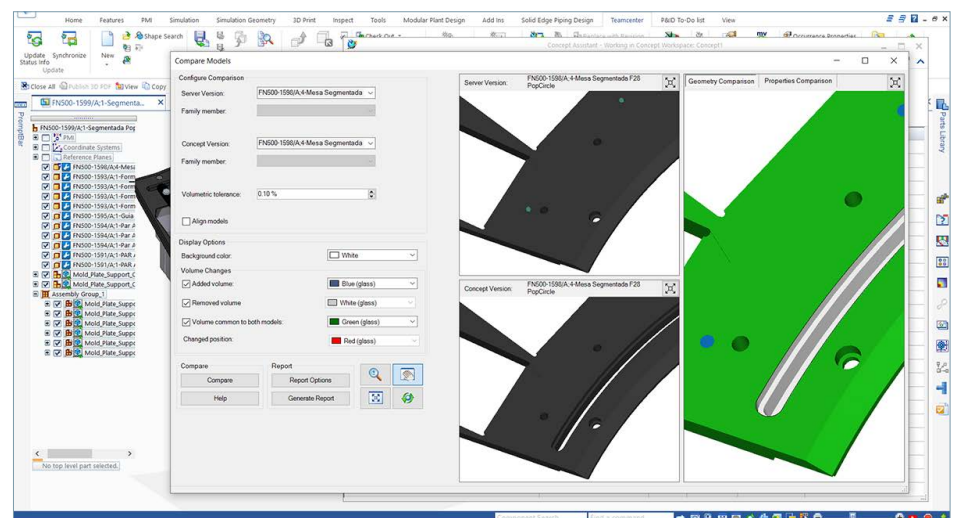 Home Features PMI Simulation Simulation Geometry 3D Print Inspect Tools Modular Plant Design Add Ins Solid Edge Piping Design Teamcenter P&ID To-Do list View
Shape Search
Check Out
Occurrence Properties
Update Status Info
Synchronize
New
Update
Concept Assistant - Working in Concept Workspace: Concept1
Close All Publish 3D PDF View Copy
FN500-1599/A;1-Segmenta...
PromptBar
Parts Library
FN500-1599/A;1-Segmentada Pop
PMI
Coordinate Systems
Reference Planes
FN500-1598/A;4-Mesa
FN500-1593/A;1-Form
FN500-1593/A;1-Form
FN500-1593/A;1-Form
FN500-1593/A;1-Form
FN500-1595/A;1-Guia
FN500-1594/A;1-Par A
FN500-1594/A;1-Par A
FN500-1594/A;1-Par A
FN500-1591/A;1-PAR A
FN500-1591/A;1-PAR A
Mold_Plate_Support_C
Mold_Plate_Support_C
Assembly Group_1
Mold_Plate_Suppo
Mold_Plate_Suppo
Mold_Plate_Suppo
Mold_Plate_Suppo
Mold_Plate_Suppo
Mold_Plate_Suppo
No top level part selected.
Compare Models
Configure Comparison
Server Version: FN500-1598/A;4-Mesa Segmentada
Family member:
Concept Version: FN500-1598/A;4-Mesa Segmentada
Family member:
Volumetric tolerance: 0.10 %
Align models
Display Options
Background color: White
Volume Changes
Added volume: Blue (glass)
Removed volume White (glass)
Volume common to both models: Green (glass)
Changed position: Red (glass)
Compare
Report
Compare
Report Options
Help
Generate Report
Server Version: FN500-1598/A;4-Mesa Segmentada F28 PopCircle
Concept Version: FN500-1598/A;4-Mesa Segmentada F28 PopCircle
Geometry Comparison Properties Comparison